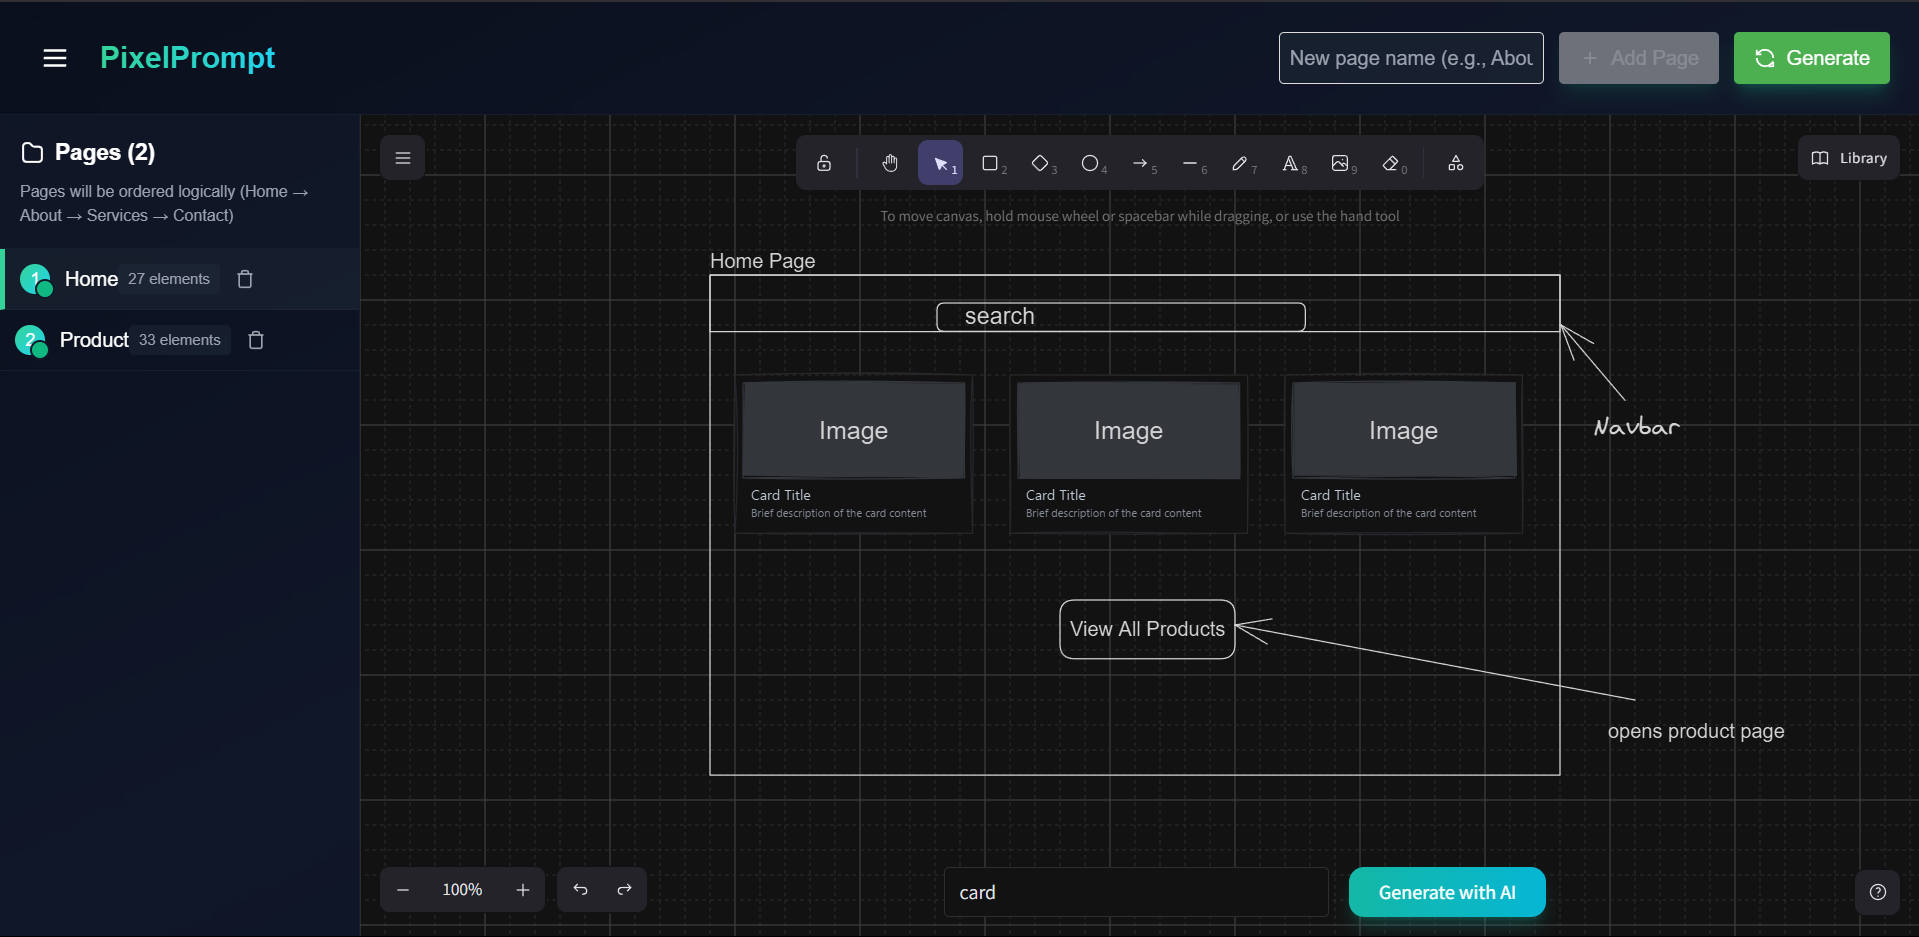 PixelPrompt
New page name (e.g., Abou
+ Add Page
Generate
Pages (2)
Pages will be ordered logically (Home →
About → Services → Contact)
1 Home 27 elements
2 Product 33 elements
1 2 3 4 5 6 7 8 9 0
Library
To move canvas, hold mouse wheel or spacebar while dragging, or use the hand tool
Home Page
search
Image Image Image
Card Title Card Title Card Title
Brief description of the card content Brief description of the card content Brief description of the card content
Navbar
View All Products
opens product page
100%
card
Generate with AI